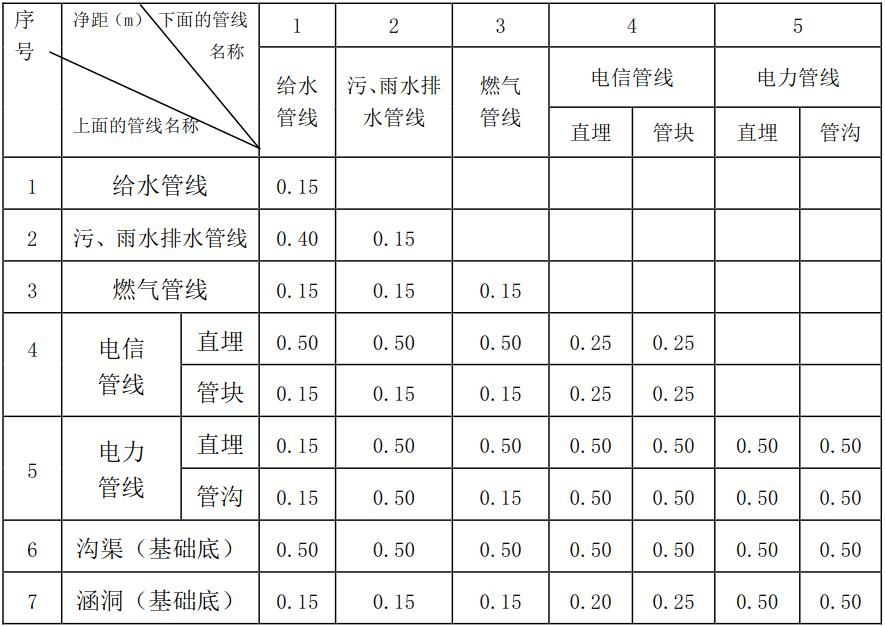 序号 净距（m） 下面的管线名称 上面的管线名称 1 2 3 4 5
给水管线 污、雨水排水管线 燃气管线 电信管线 电力管线
直埋 管块 直埋 管沟
1 给水管线 0.15
2 污、雨水排水管线 0.40 0.15
3 燃气管线 0.15 0.15 0.15
4 电信管线 直埋 0.50 0.50 0.50 0.25 0.25
管块 0.15 0.15 0.15 0.25 0.25
5 电力管线 直埋 0.15 0.50 0.50 0.50 0.50 0.50 0.50
管沟 0.15 0.50 0.15 0.50 0.50 0.50 0.50
6 沟渠（基础底） 0.50 0.50 0.50 0.50 0.50 0.50 0.50
7 涵洞（基础底） 0.15 0.15 0.15 0.20 0.25 0.50 0.50